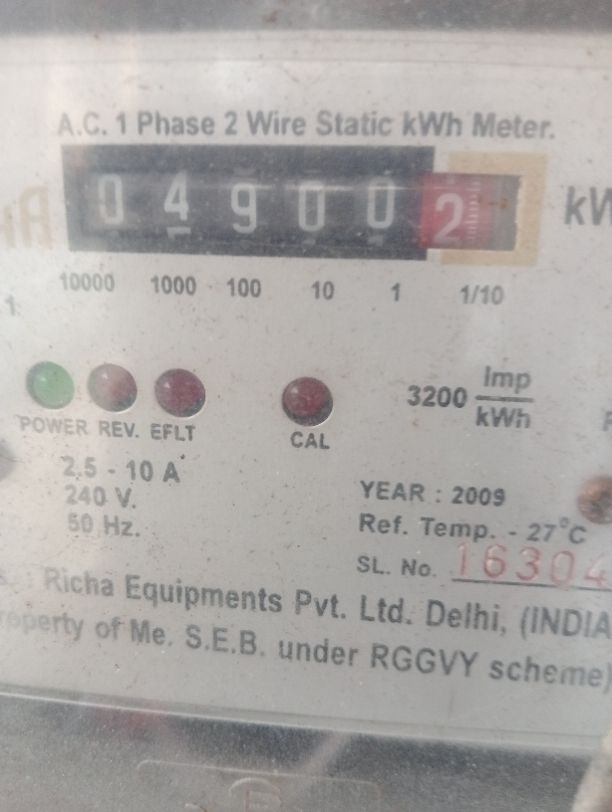 A.C. 1 Phase 2 Wire Static kWh Meter.
0 4 9 0 0 2
10000 1000 100 10 1 1/10
3200 Imp/kWh
POWER REV. EFLT CAL
2.5 - 10 A
240 V.
50 Hz.
YEAR : 2009
Ref. Temp. - 27°C
SL. No. 16304
Richa Equipments Pvt. Ltd. Delhi, (INDIA
of Me. S.E.B. under RGGVY scheme)